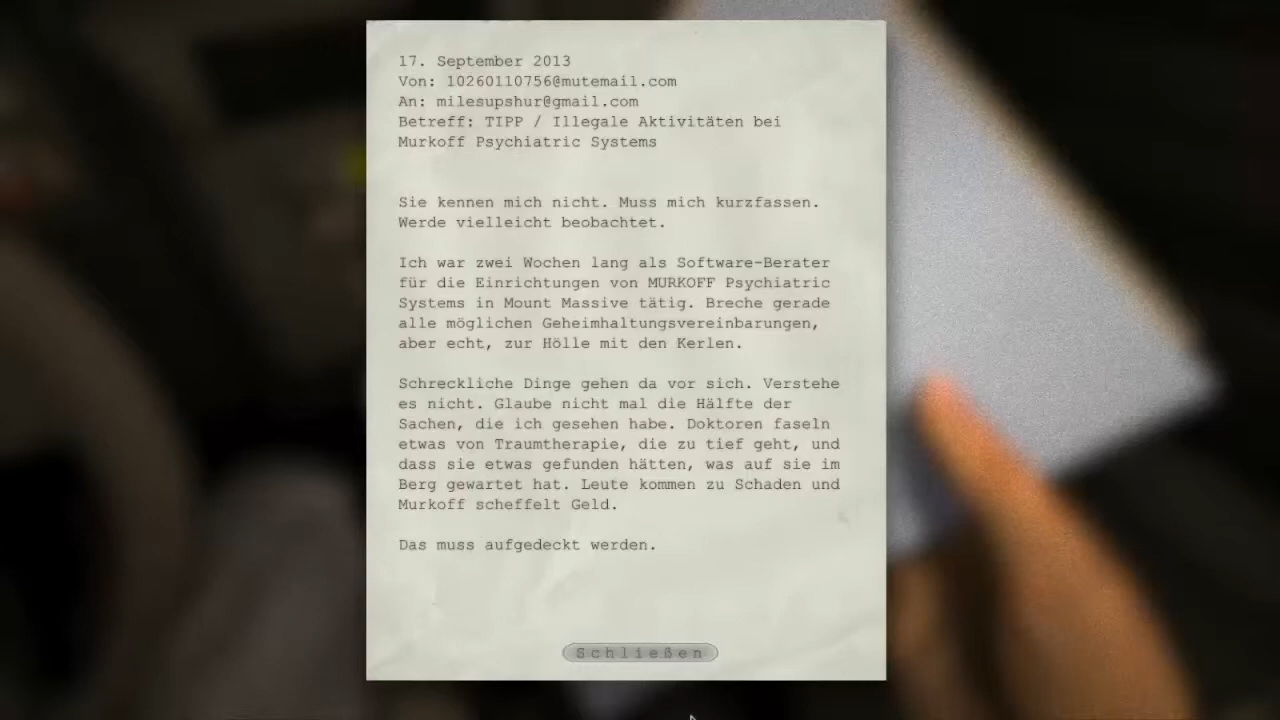 17. September 2013
Von: 10260110756@mutemail.com
An: milesupshur@gmail.com
Betreff: TIPP / Illegale Aktivitäten bei
Murkoff Psychiatric Systems
Sie kennen mich nicht. Muss mich kurzfassen.
Werde vielleicht beobachtet.
Ich war zwei Wochen lang als Software-Berater
für die Einrichtungen von MURKOFF Psychiatric
Systems in Mount Massive tätig. Breche gerade
alle möglichen Geheimhaltungsvereinbarungen,
aber echt, zur Hölle mit den Kerlen.
Schreckliche Dinge gehen da vor sich. Verstehe
es nicht. Glaube nicht mal die Hälfte der
Sachen, die ich gesehen habe. Doktoren faseln
etwas von Traumtherapie, die zu tief geht, und
dass sie etwas gefunden hätten, was auf sie im
Berg gewartet hat. Leute kommen zu Schaden und
Murkoff scheffelt Geld.
Das muss aufgedeckt werden.
Schließen